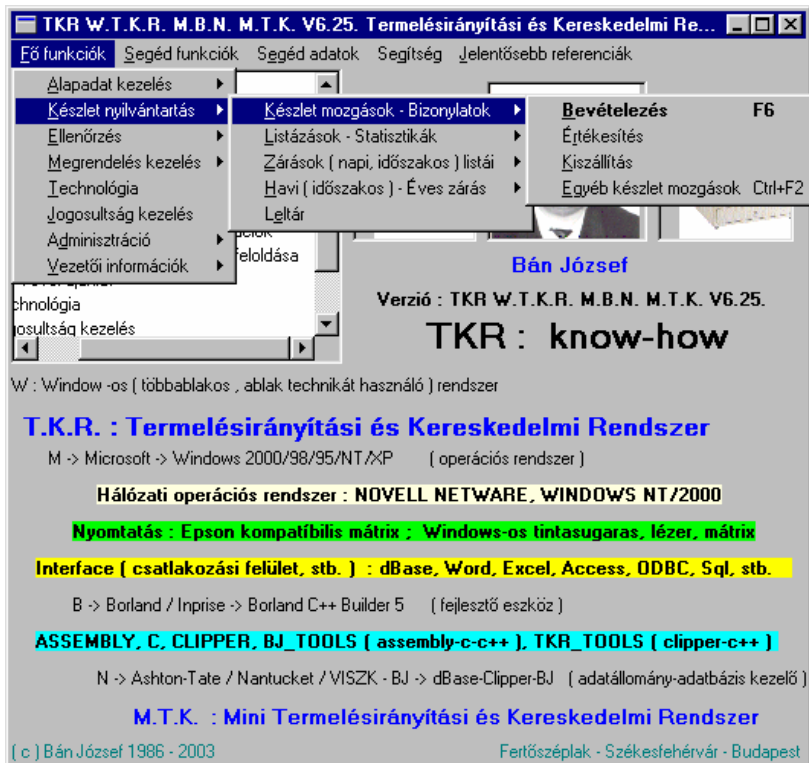 TKR W.T.K.R. M.B.N. M.T.K. V6.25. Termelésirányítási és Kereskedelmi Re...
Fő funkciók Segéd funkciók Segéd adatok Segítség Jelentősebb referenciák
Alapadat kezelés
Készlet nyilvántartás
Ellenőrzés
Megrendelés kezelés
Technológia
Jogosultság kezelés
Adminisztráció
Vezetői információk
Készlet mozgások - Bizonylatok
Listázások - Statisztikák
Zárások ( napi, időszakos ) listái
Havi ( időszakos ) - Éves zárás
Leltár
Bevételezés F6
Értékesítés
Kiszállítás
Egyéb készlet mozgások Ctrl+F2
feloldása
chnológia
josultság kezelés
Bán József
Verzió : TKR W.T.K.R. M.B.N. M.T.K. V6.25.
TKR : know-how
W : Window -os ( többablakos , ablak technikát használó ) rendszer
T.K.R. : Termelésirányítási és Kereskedelmi Rendszer
M -> Microsoft -> Windows 2000/98/95/NT/XP ( operációs rendszer )
Hálózati operációs rendszer : NOVELL NETWARE, WINDOWS NT/2000
Nyomtatás : Epson kompatíbilis mátrix ; Windows-os tintasugaras, lézer, mátrix
Interface ( csatlakozási felület, stb. ) : dBase, Word, Excel, Access, ODBC, Sql, stb.
B -> Borland / Inprise -> Borland C++ Builder 5 ( fejlesztő eszköz )
ASSEMBLY, C, CLIPPER, BJ_TOOLS ( assembly-c-c++ ), TKR_TOOLS ( clipper-c++ )
N -> Ashton-Tate / Nantucket / VISZK - BJ -> dBase-Clipper-BJ ( adatállomány-adatbázis kezelő )
M.T.K. : Mini Termelésirányítási és Kereskedelmi Rendszer
( c ) Bán József 1986 - 2003 Fertőszéplak - Székesfehérvár - Budapest